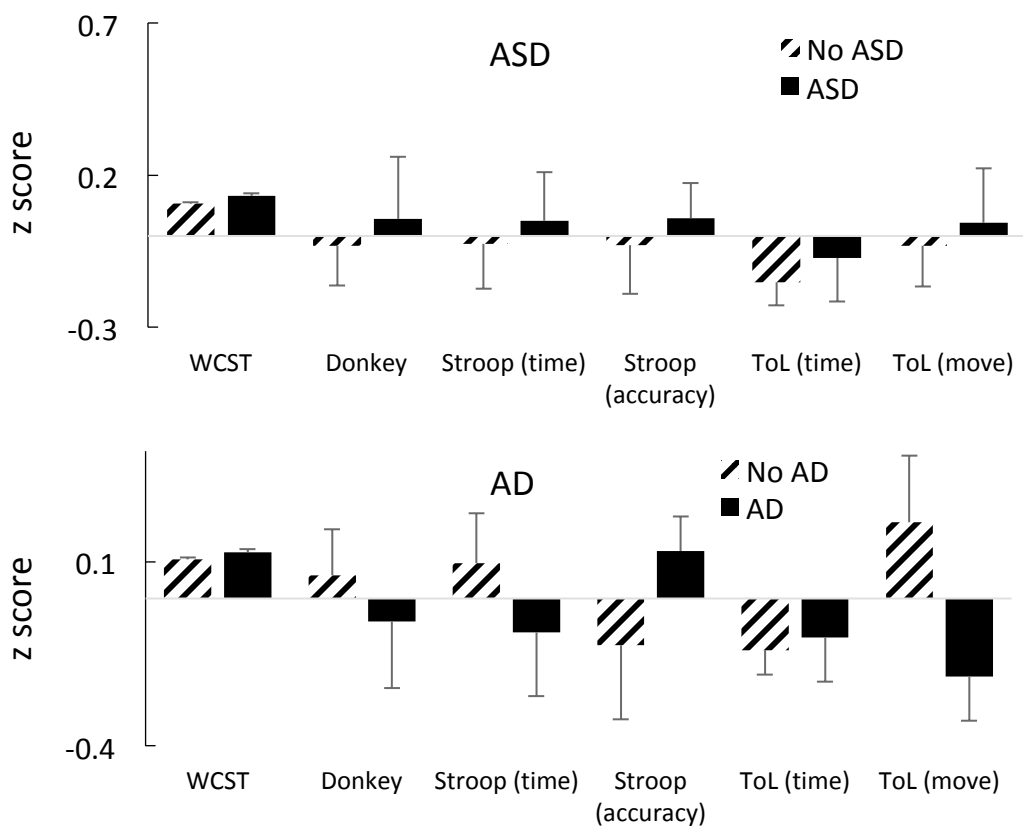 0.7
ASD
No ASD
ASD
0.2
z score
-0.3
WCST
Donkey
Stroop (time)
Stroop
(accuracy)
ToL (time)
ToL (move)
AD
No AD
AD
0.1
z score
-0.4
WCST
Donkey
Stroop (time)
Stroop
(accuracy)
ToL (time)
ToL (move)